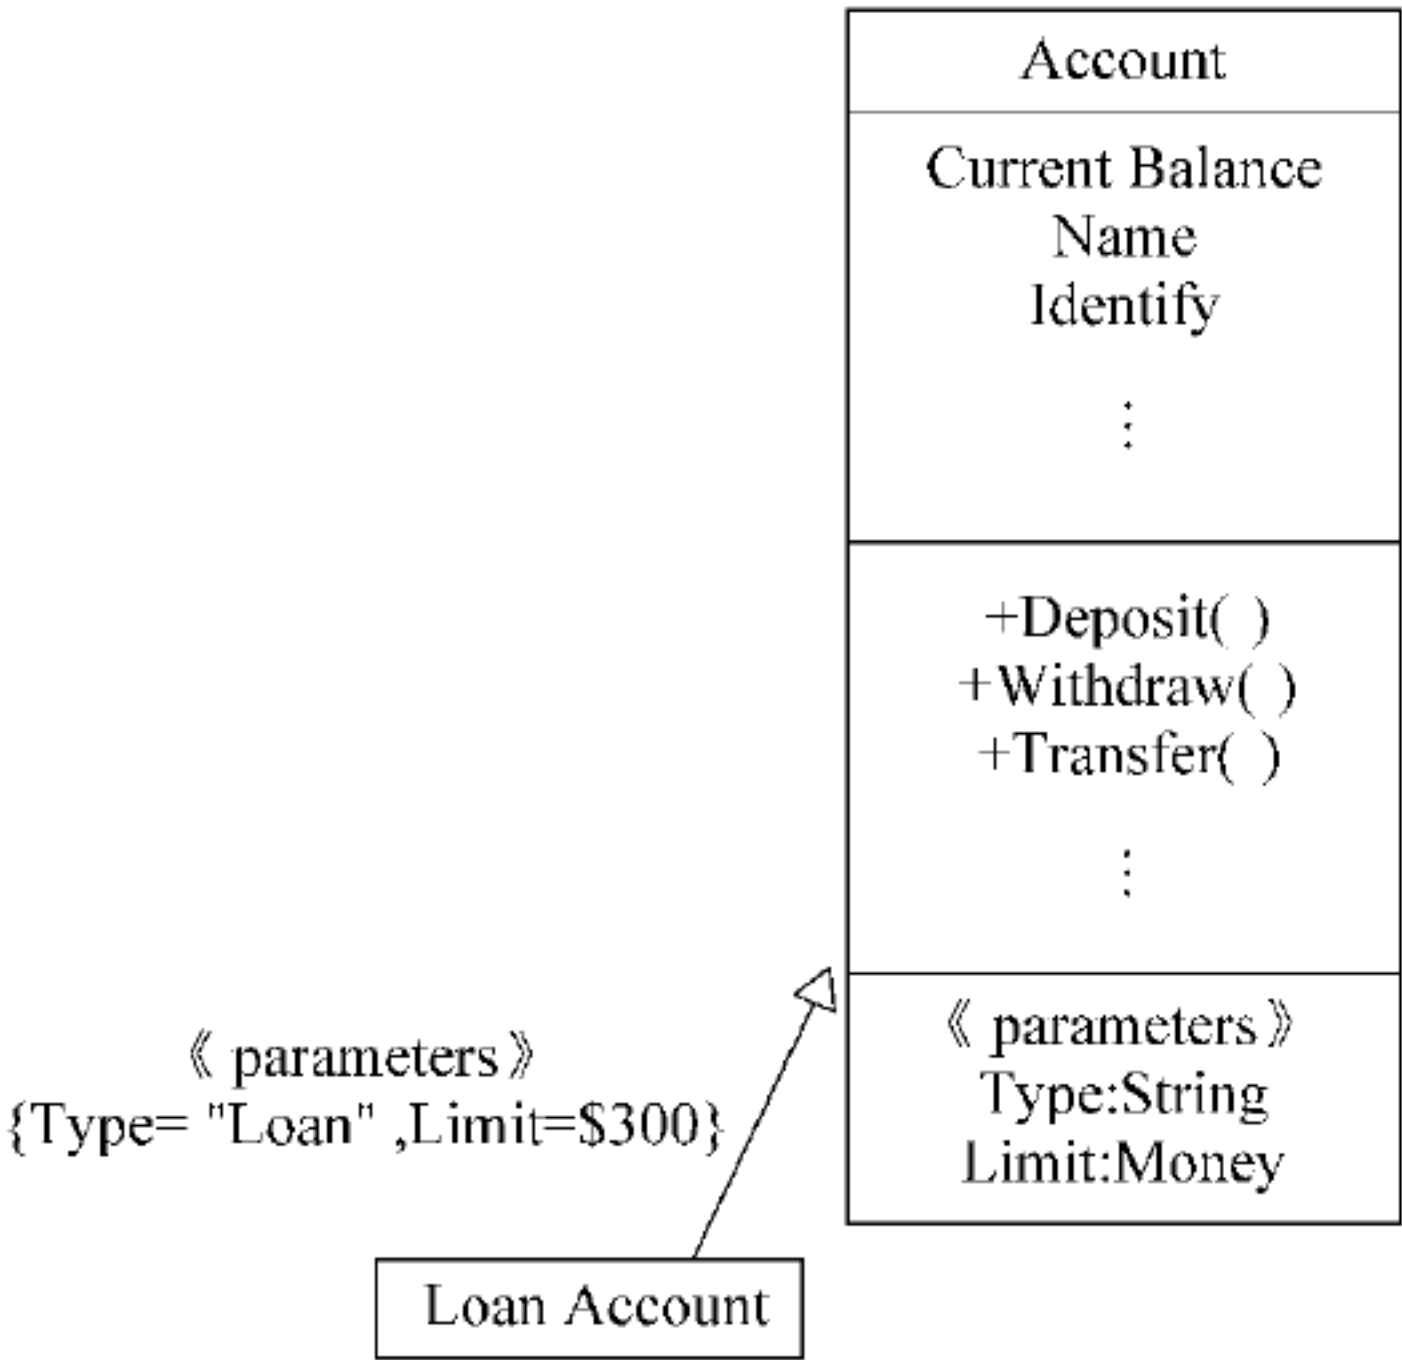 Account
Current Balance
Name
Identify
⋮
+Deposit( )
+Withdraw( )
+Transfer( )
⋮
《 parameters》
Type:String
Limit:Money
《 parameters》
{Type= "Loan" ,Limit=$300}
Loan Account